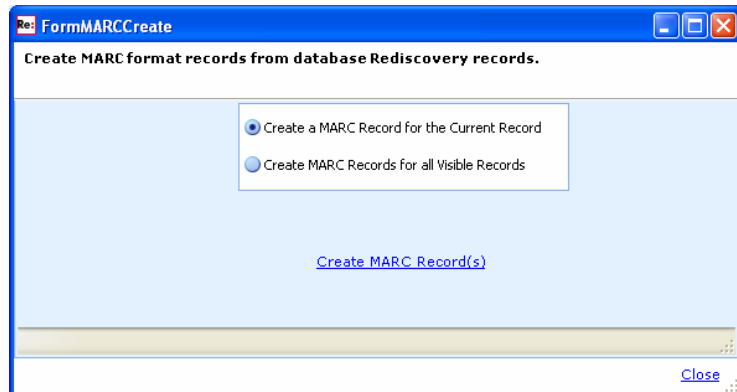 Re: FormMARCCreate
Create MARC format records from database Rediscovery records.
Create a MARC Record for the Current Record
Create MARC Records for all Visible Records
Create MARC Record(s)
Close